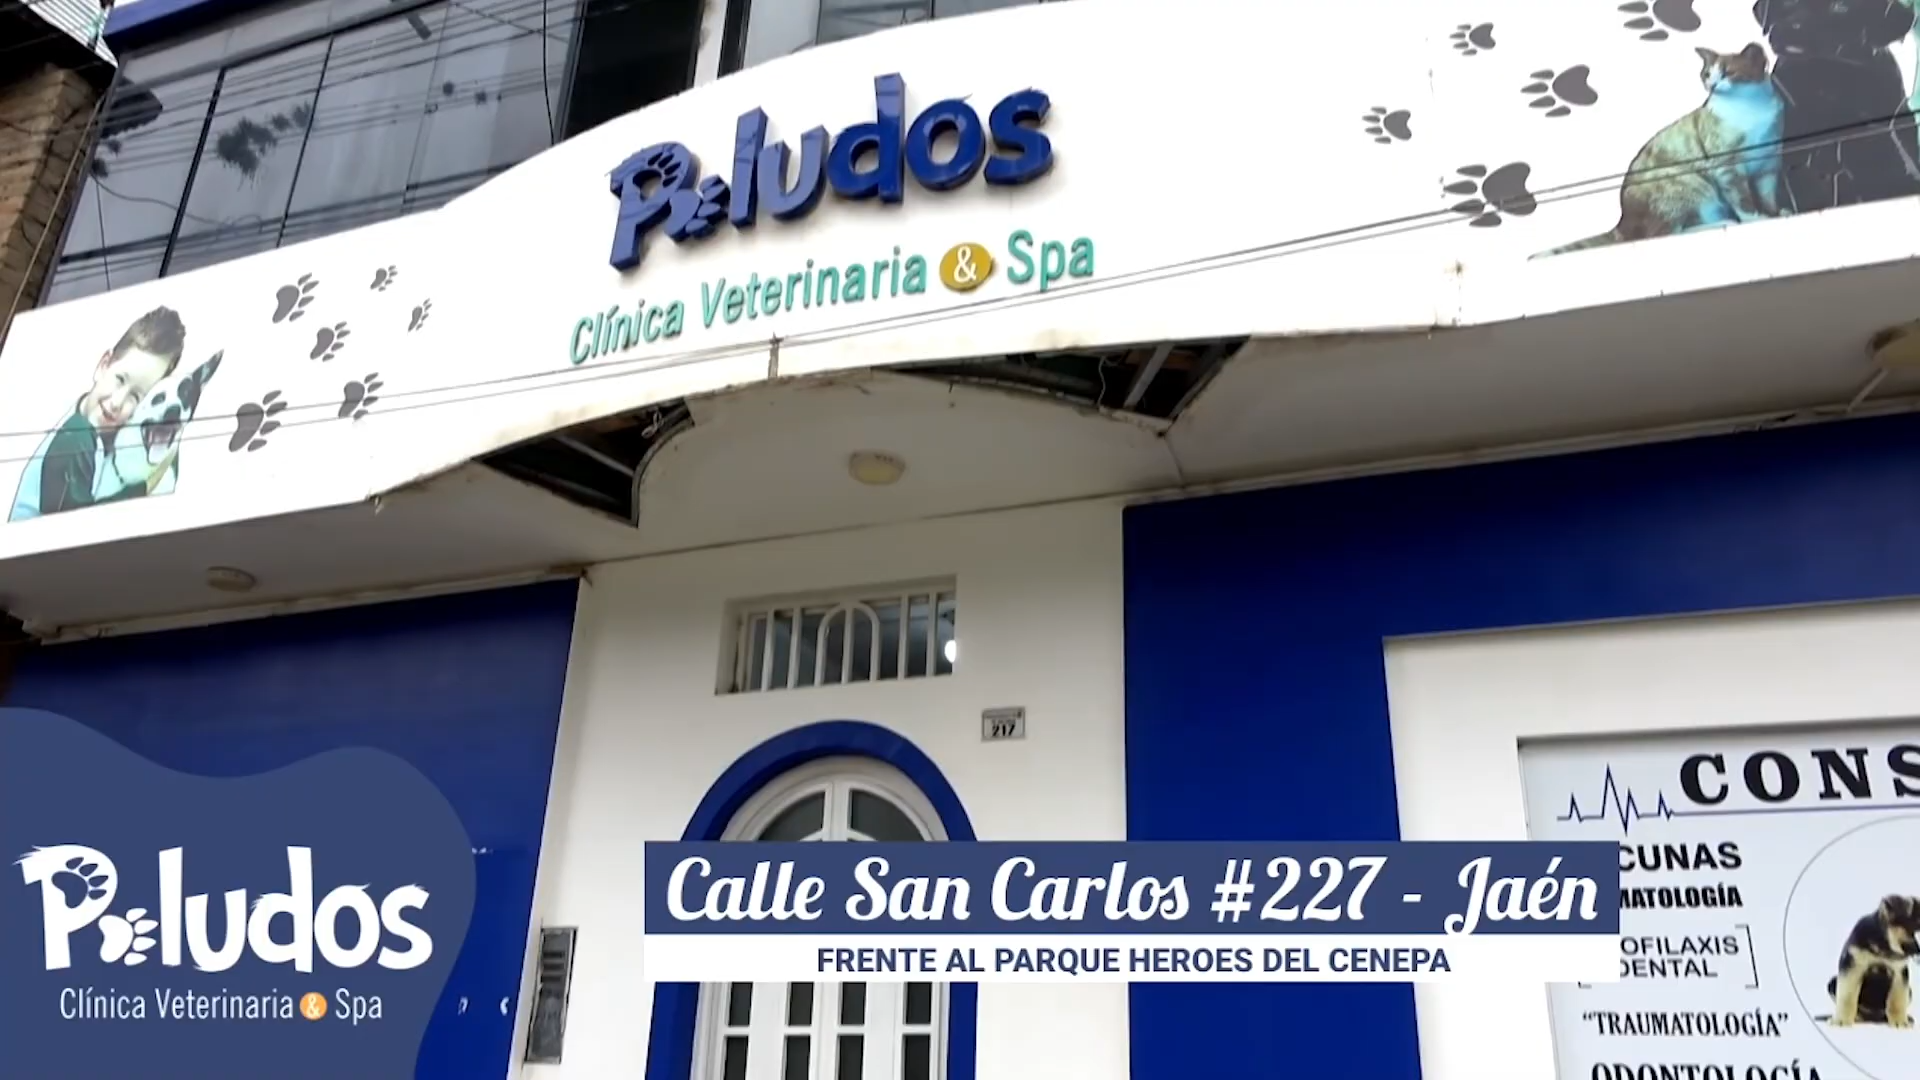 Peludos
Clínica Veterinaria & Spa
217
CONS
CUNAS
MATOLOGÍA
OFILAXIS
DENTAL
“TRAUMATOLOGÍA”
ODONTOLOGÍA
Peludos
Clínica Veterinaria & Spa
Calle San Carlos #227 - Jaén
FRENTE AL PARQUE HEROES DEL CENEPA